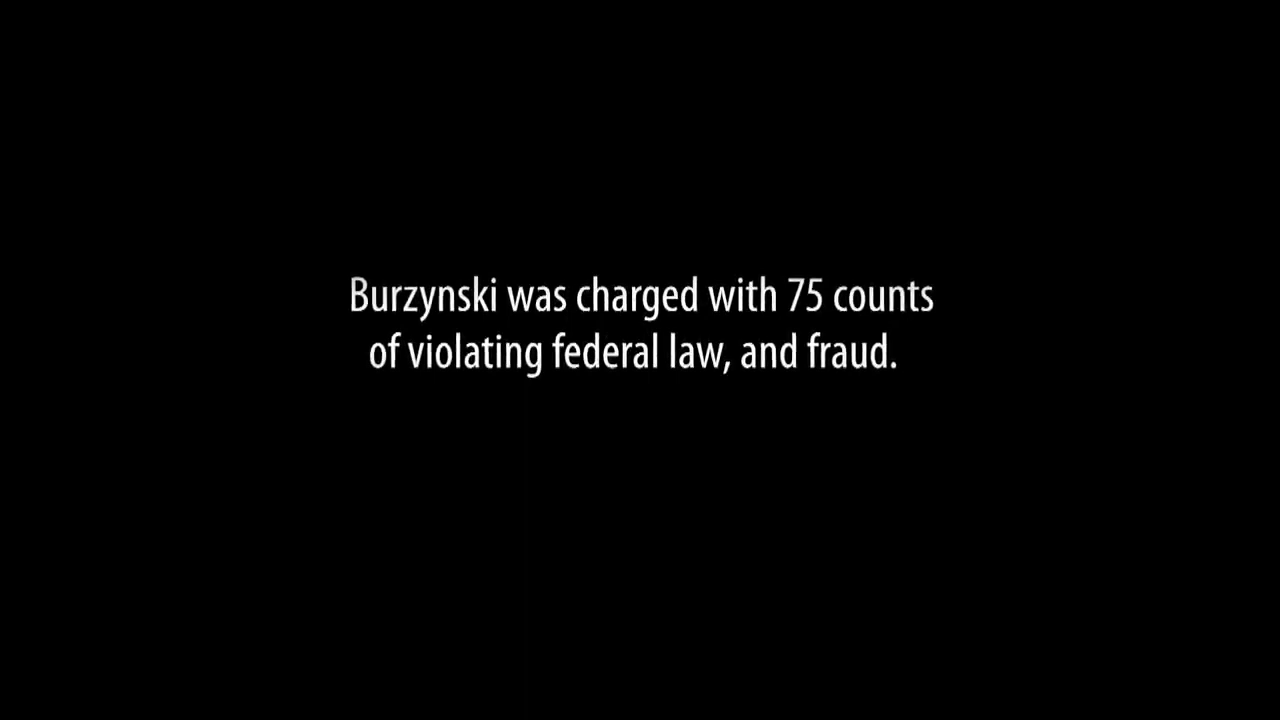 Burzynski was charged with 75 counts
of violating federal law, and fraud.